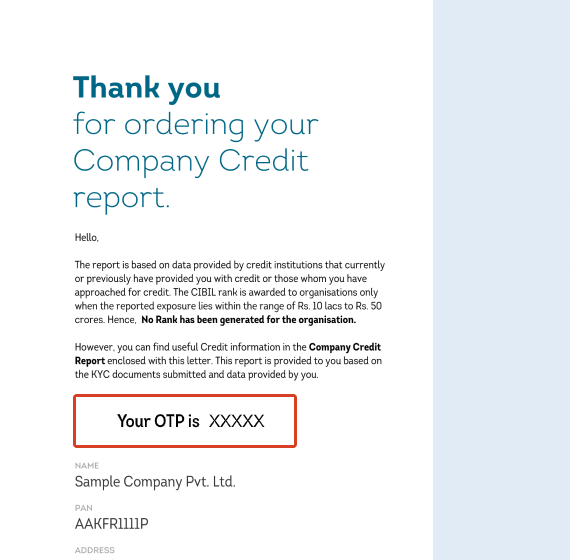 Thank you
for ordering your
Company Credit
report.
Hello,
The report is based on data provided by credit institutions that currently
or previously have provided you with credit or those whom you have
approached for credit. The CIBIL rank is awarded to organisations only
when the reported exposure lies within the range of Rs. 10 lacs to Rs. 50
crores. Hence, No Rank has been generated for the organisation.
However, you can find useful Credit information in the Company Credit
Report enclosed with this letter. This report is provided to you based on
the KYC documents submitted and data provided by you.
Your OTP is XXXXX
NAME
Sample Company Pvt. Ltd.
PAN
AAKFR1111P
ADDRESS